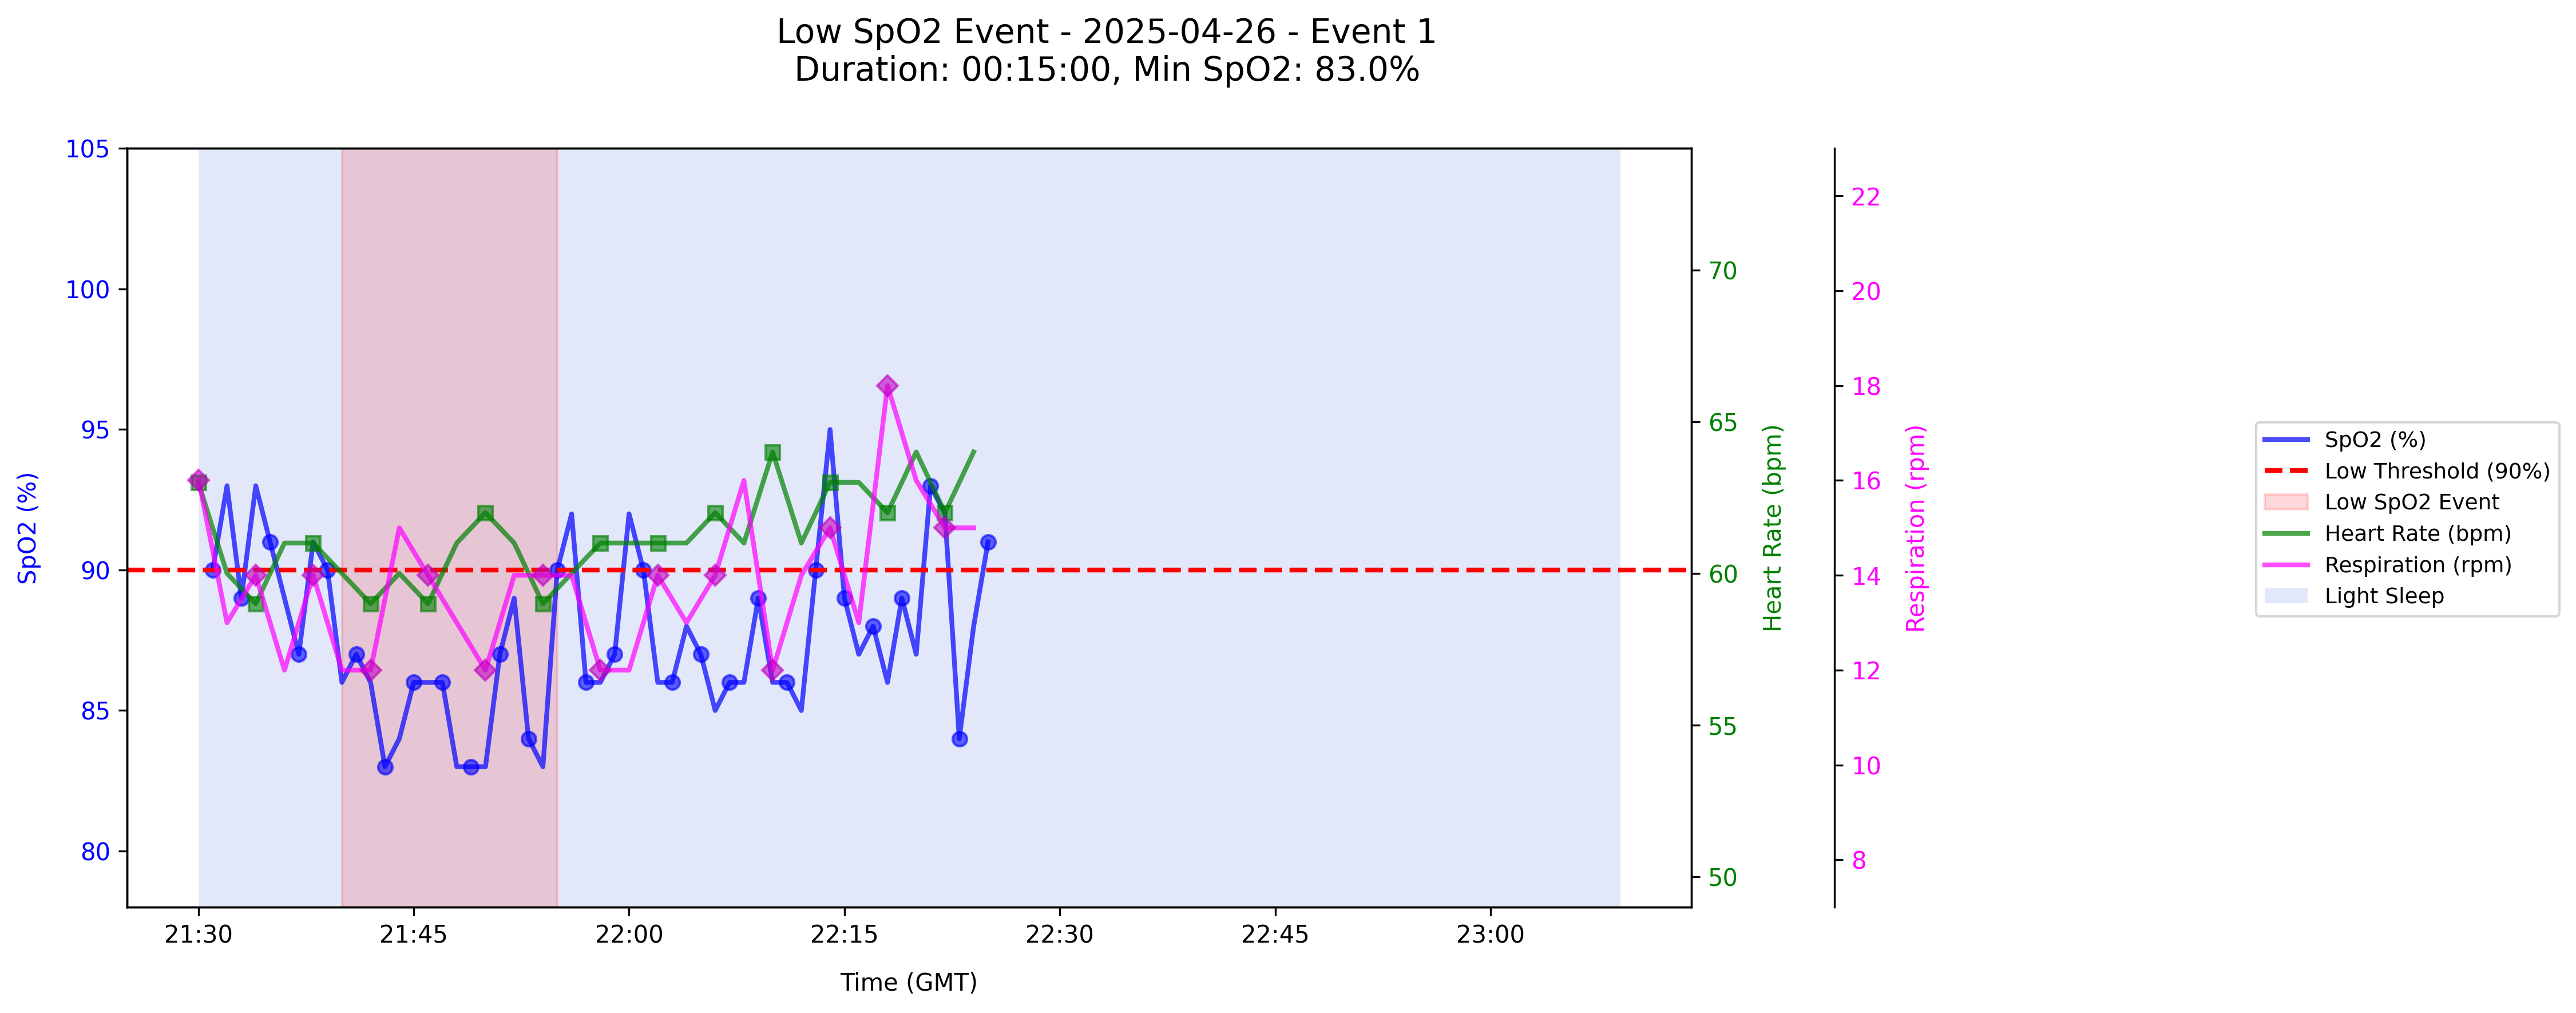 Low SpO2 Event - 2025-04-26 - Event 1
Duration: 00:15:00, Min SpO2: 83.0%
105
100
95
90
85
80
SpO2 (%)
21:30
21:45
22:00
22:15
22:30
22:45
23:00
Time (GMT)
70
65
60
55
50
Heart Rate (bpm)
22
20
18
16
14
12
10
8
Respiration (rpm)
SpO2 (%)
Low Threshold (90%)
Low SpO2 Event
Heart Rate (bpm)
Respiration (rpm)
Light Sleep